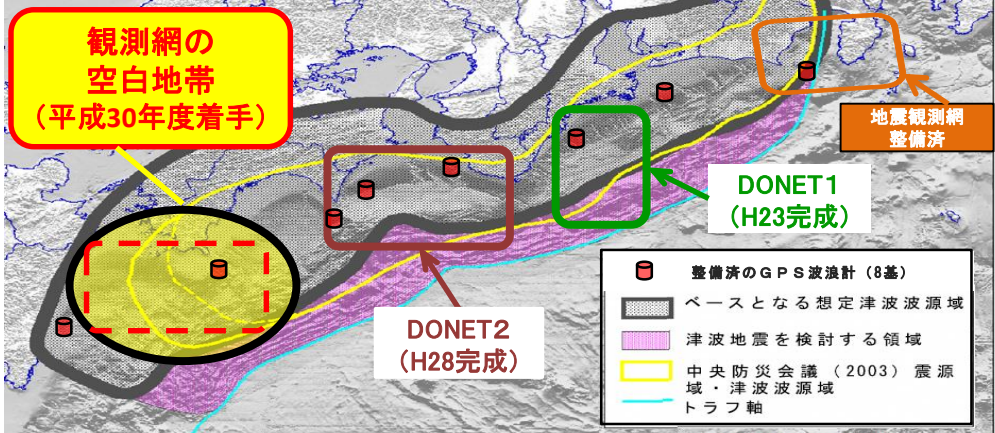 観測網の
空白地帯
（平成30年度着手）
地震観測網
整備済
DONET1
（H23完成）
DONET２
（H28完成）
整備済のＧＰＳ波浪計（8基）
ベースとなる想定津波波源域
津波地震を検討する領域
中央防災会議（2003）震源
域・津波波源域
トラフ軸